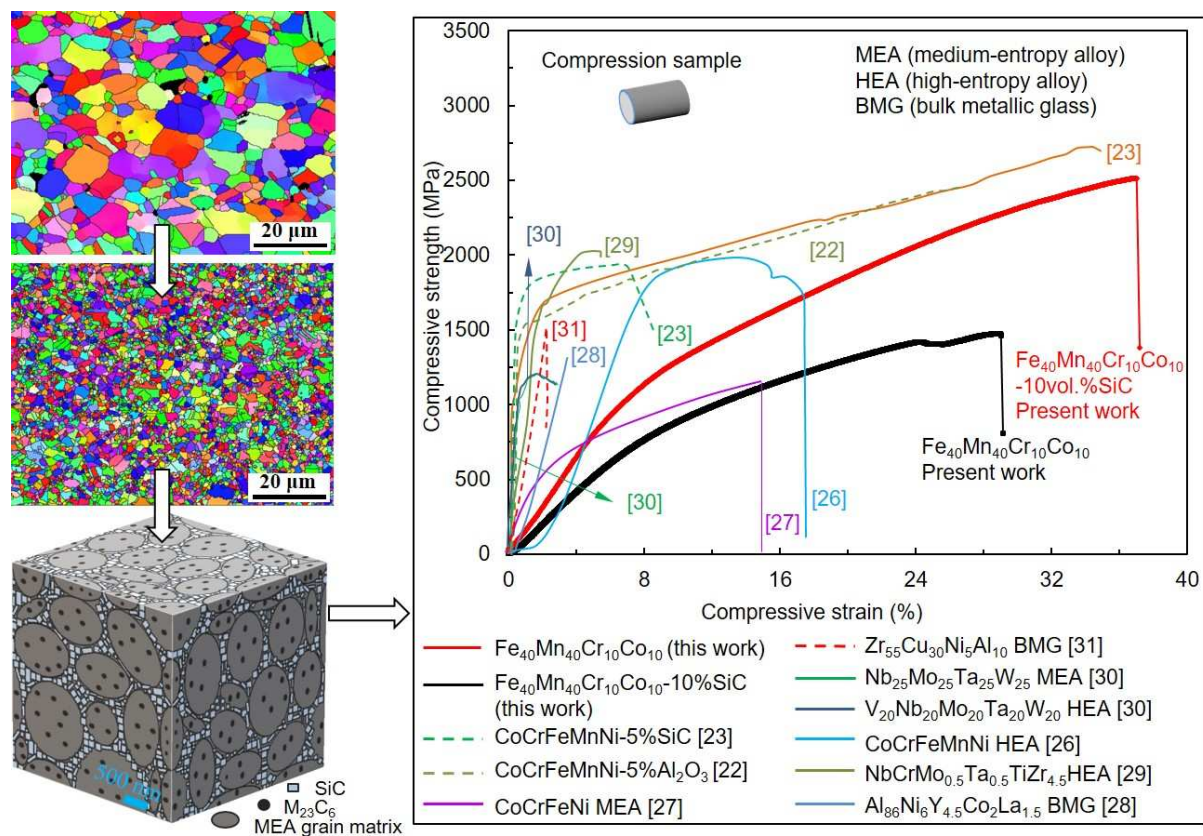 20 μm
20 μm
500 nm
SiC
M₂₃C₆
MEA grain matrix
3500
3000
2500
2000
1500
1000
500
0
Compressive strength (MPa)
0 8 16 24 32 40
Compressive strain (%)
Compression sample
MEA (medium-entropy alloy)
HEA (high-entropy alloy)
BMG (bulk metallic glass)
[23]
[30]
[29]
[22]
[31]
[23]
[28]
[30]
[27]
[26]
Fe₄₀Mn₄₀Cr₁₀Co₁₀
-10vol.%SiC
Present work
Fe₄₀Mn₄₀Cr₁₀Co₁₀
Present work
Fe₄₀Mn₄₀Cr₁₀Co₁₀ (this work)
Fe₄₀Mn₄₀Cr₁₀Co₁₀-10%SiC
(this work)
CoCrFeMnNi-5%SiC [23]
CoCrFeMnNi-5%Al₂O₃ [22]
CoCrFeNi MEA [27]
Zr₅₅Cu₃₀Ni₅Al₁₀ BMG [31]
Nb₂₅Mo₂₅Ta₂₅W₂₅ MEA [30]
V₂₀Nb₂₀Mo₂₀Ta₂₀W₂₀ HEA [30]
CoCrFeMnNi HEA [26]
NbCrMo₀.₅Ta₀.₅TiZr₄.₅HEA [29]
Al₈₆Ni₆Y₄.₅Co₂La₁.₅ BMG [28]